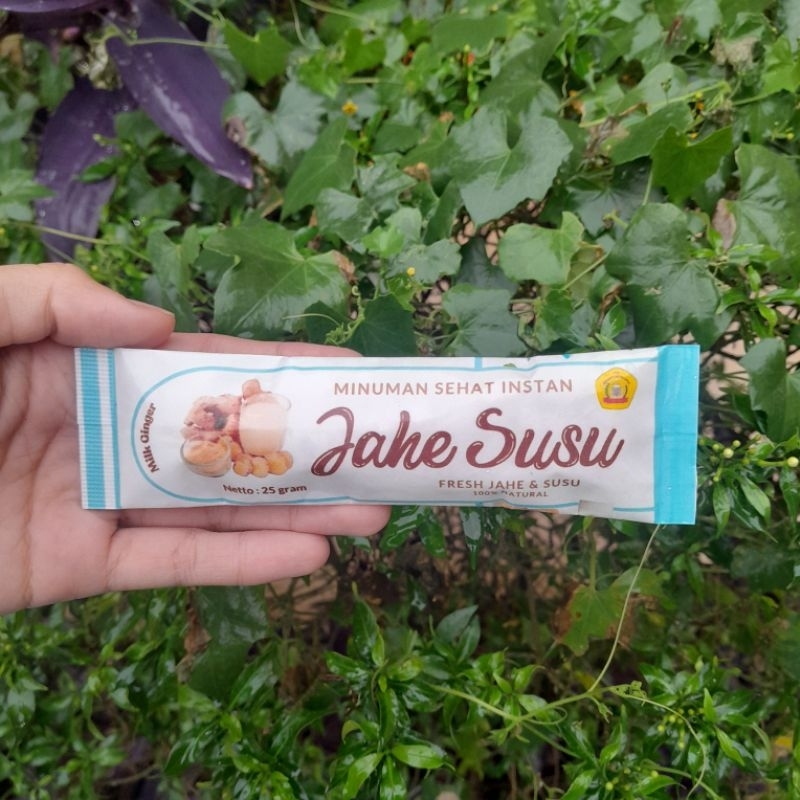 MINUMAN SEHAT INSTAN
Jahe Susu
FRESH JAHE & SUSU
100% NATURAL
Milk Ginger
Netto : 25 gram